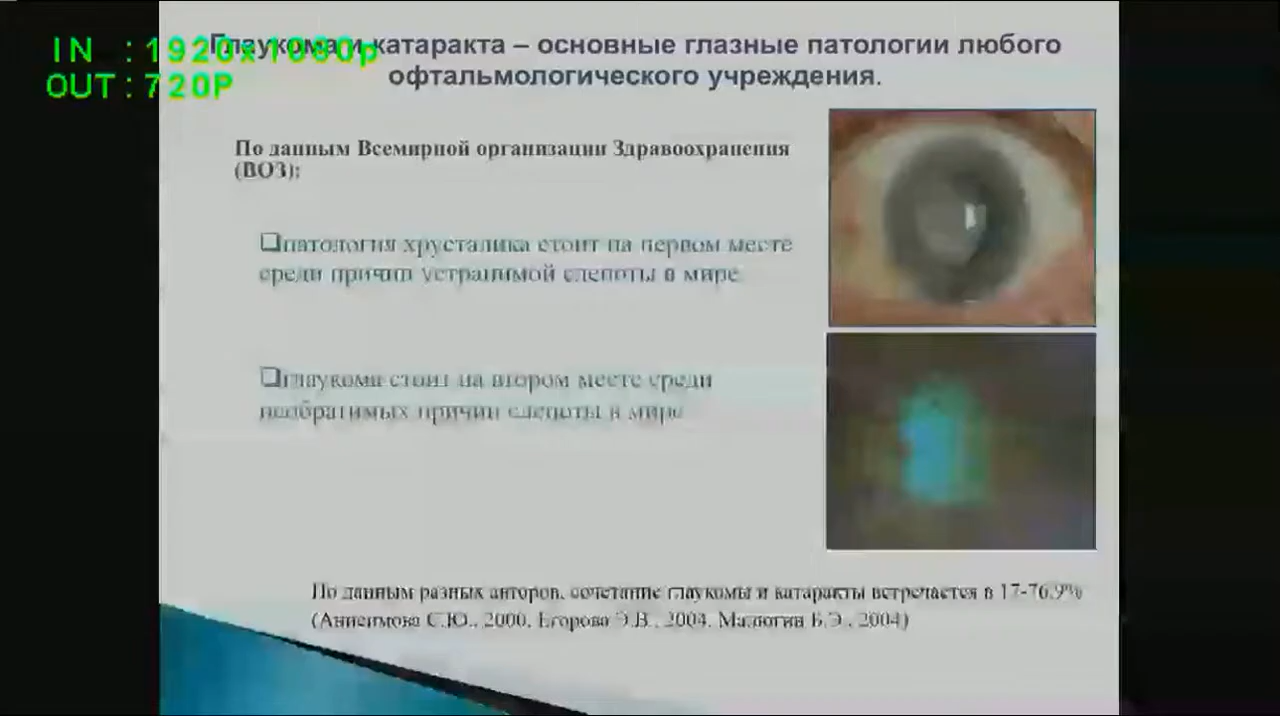 IN : 1920x1080p
OUT:720P
Глаукома и катаракта – основные глазные патологии любого
офтальмологического учреждения.
По данным Всемирной организации Здравоохранения
(ВОЗ):
❑патология хрусталика стоит на первом месте
среди причин устранимой слепоты в мире
❑глаукома стоит на втором месте среди
необратимых причин слепоты в мире
По данным разных авторов, сочетание глаукомы и катаракты встречается в 17-76,9%
(Анисимова С.Ю., 2000, Егорова Э.В., 2004, Малюгин Б.Э., 2004)